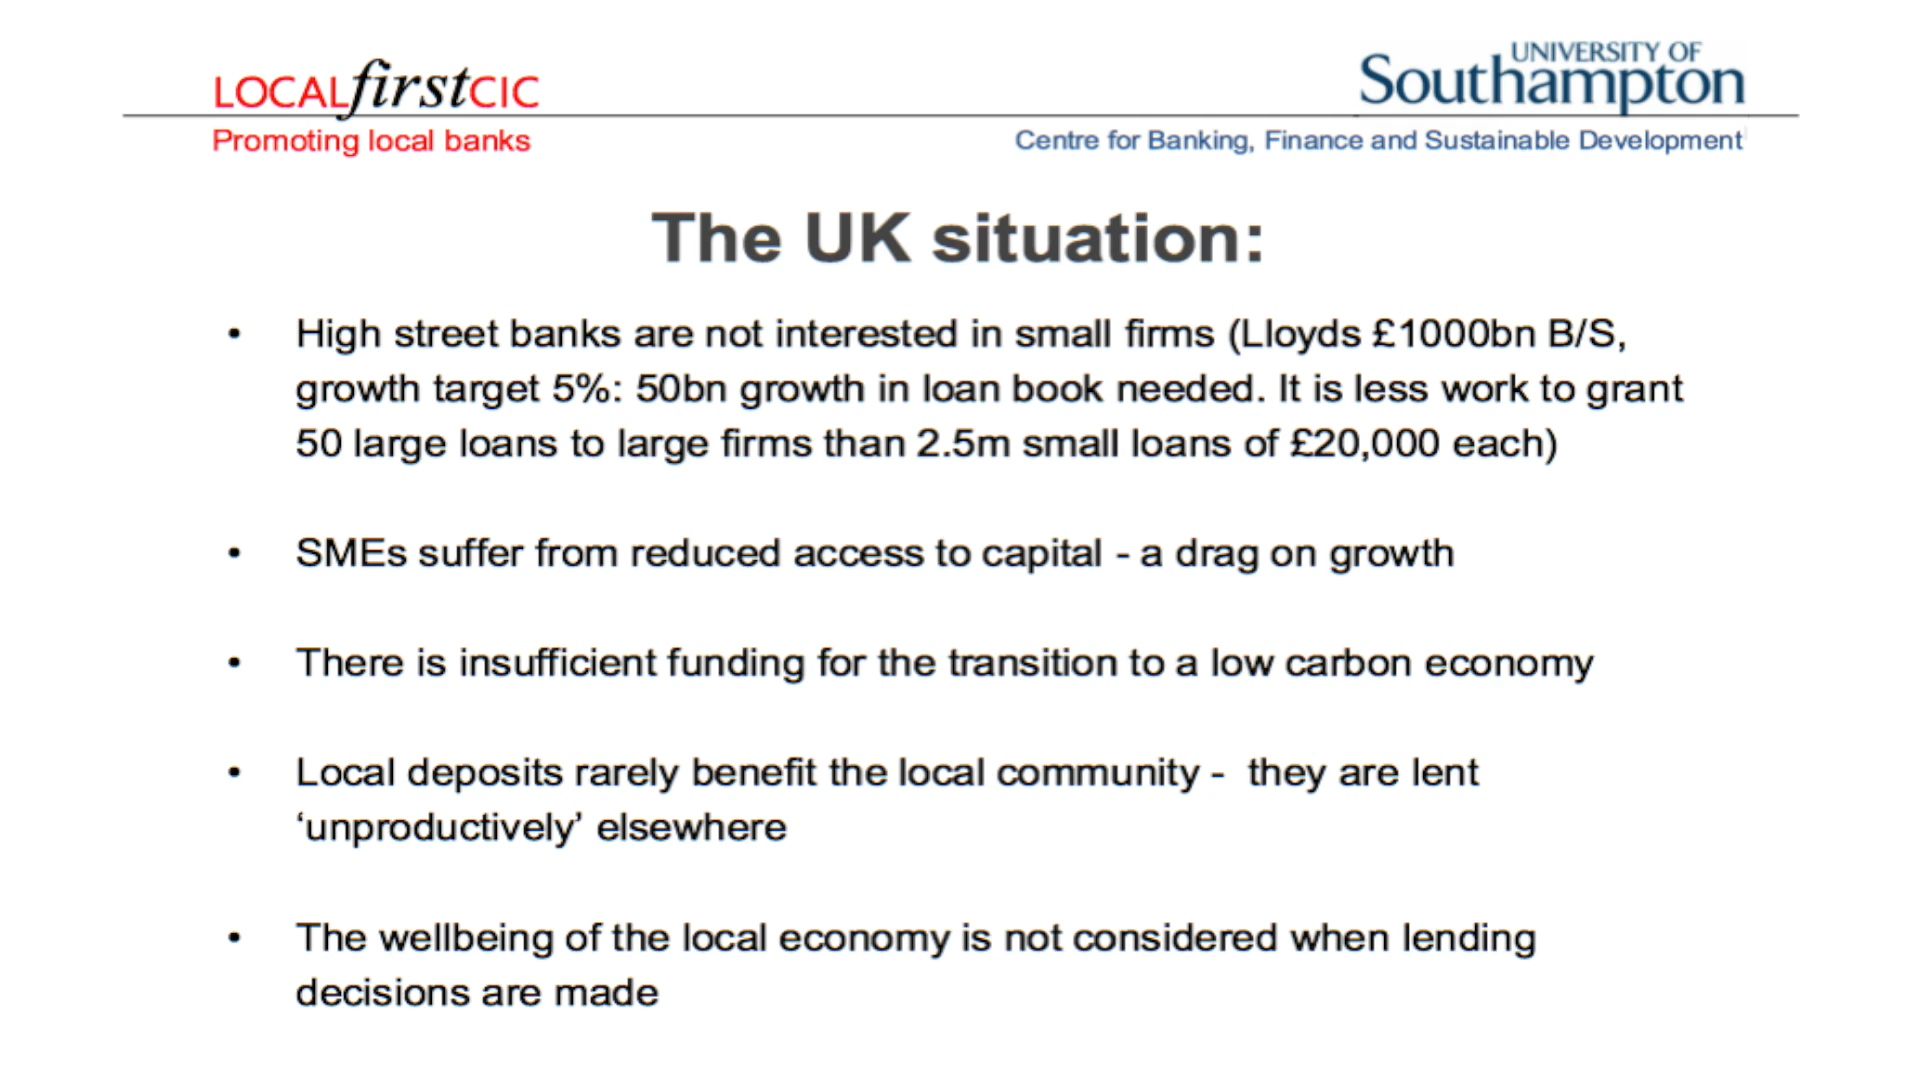 LOCALfirstCIC
Promoting local banks
UNIVERSITY OF
Southampton
Centre for Banking, Finance and Sustainable Development
The UK situation:
• High street banks are not interested in small firms (Lloyds £1000bn B/S,
growth target 5%: 50bn growth in loan book needed. It is less work to grant
50 large loans to large firms than 2.5m small loans of £20,000 each)
• SMEs suffer from reduced access to capital - a drag on growth
• There is insufficient funding for the transition to a low carbon economy
• Local deposits rarely benefit the local community - they are lent
‘unproductively’ elsewhere
• The wellbeing of the local economy is not considered when lending
decisions are made